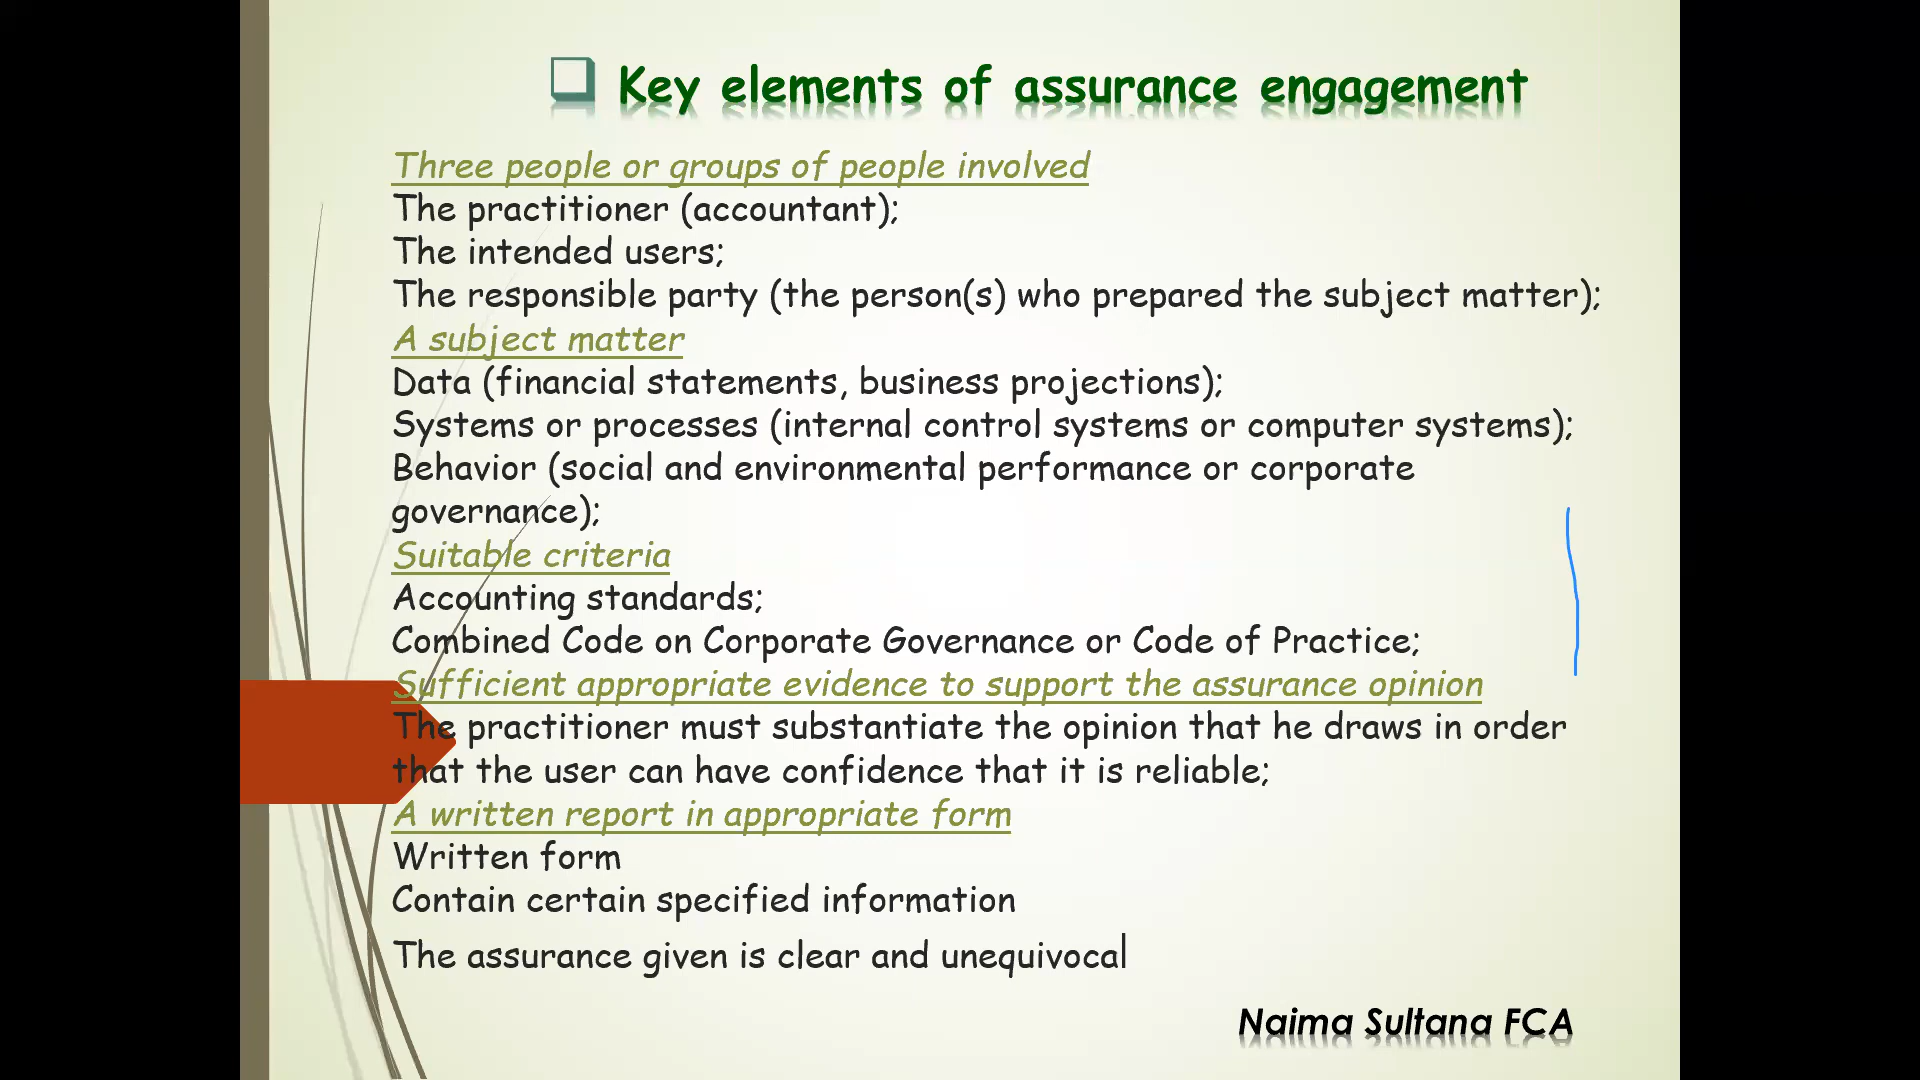 Key elements of assurance engagement
Three people or groups of people involved
The practitioner (accountant);
The intended users;
The responsible party (the person(s) who prepared the subject matter);
A subject matter
Data (financial statements, business projections);
Systems or processes (internal control systems or computer systems);
Behavior (social and environmental performance or corporate
governance);
Suitable criteria
Accounting standards;
Combined Code on Corporate Governance or Code of Practice;
Sufficient appropriate evidence to support the assurance opinion
The practitioner must substantiate the opinion that he draws in order
that the user can have confidence that it is reliable;
A written report in appropriate form
Written form
Contain certain specified information
The assurance given is clear and unequivocal
Naima Sultana FCA